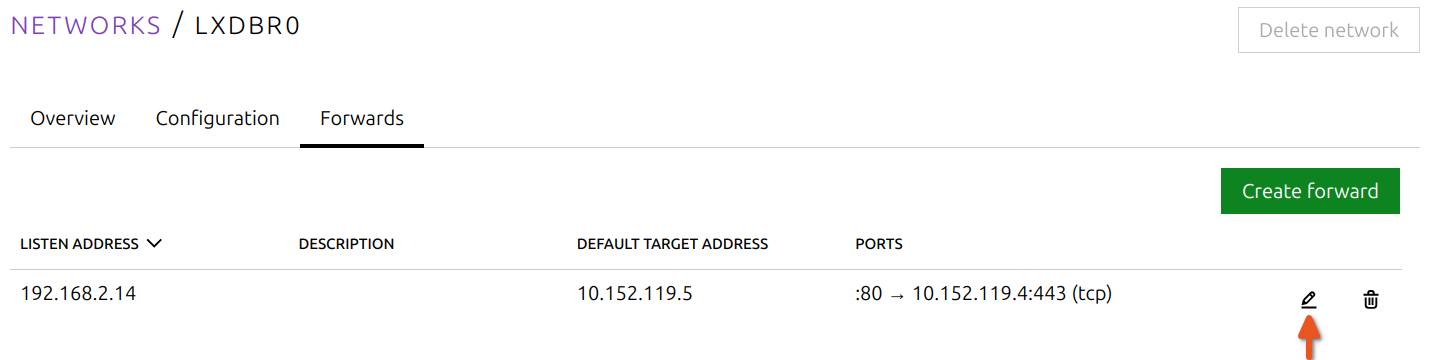 NETWORKS / LXDBR0
Delete network
Overview Configuration Forwards
Create forward
LISTEN ADDRESS DESCRIPTION DEFAULT TARGET ADDRESS PORTS
192.168.2.14 10.152.119.5 :80 → 10.152.119.4:443 (tcp)